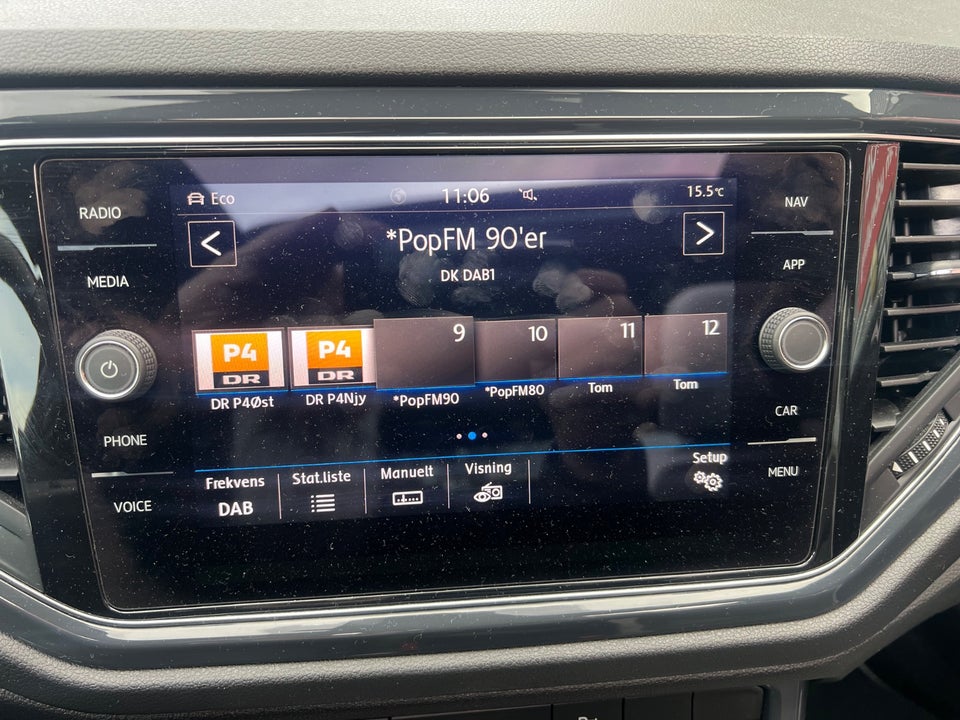 RADIO
MEDIA
PHONE
VOICE
Eco 11:06 15.5°C
< *PopFM 90'er >
DK DAB1
P4 P4 9 10 11 12
DR DR
DR P4Øst DR P4Njy *PopFM90 *PopFM80 Tom Tom
Frekvens Stat.liste Manuelt Visning Setup
DAB
NAV
APP
CAR
MENU